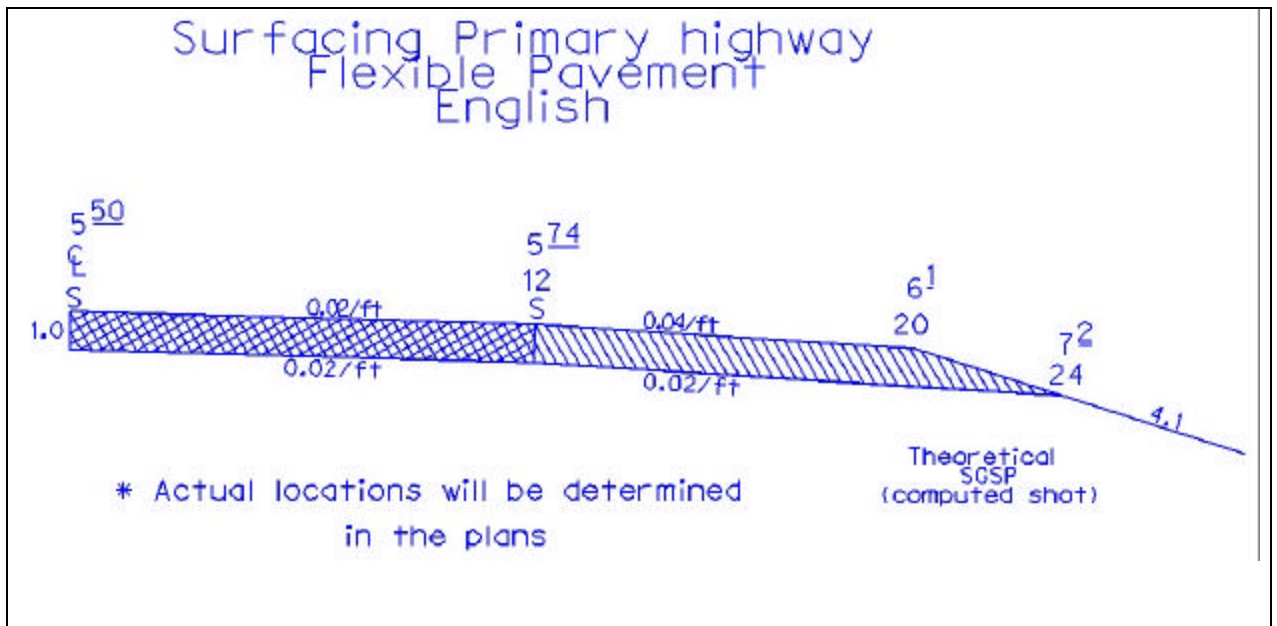 Surfacing Primary highway
Flexible Pavement
English
5 50
℄
S
1.0
0.02/ft
0.02/ft
5 74
12
S
0.04/ft
0.02/ft
6 1
20
7 2
24
4.1
Theoretical
SGSP
(computed shot)
* Actual locations will be determined
in the plans